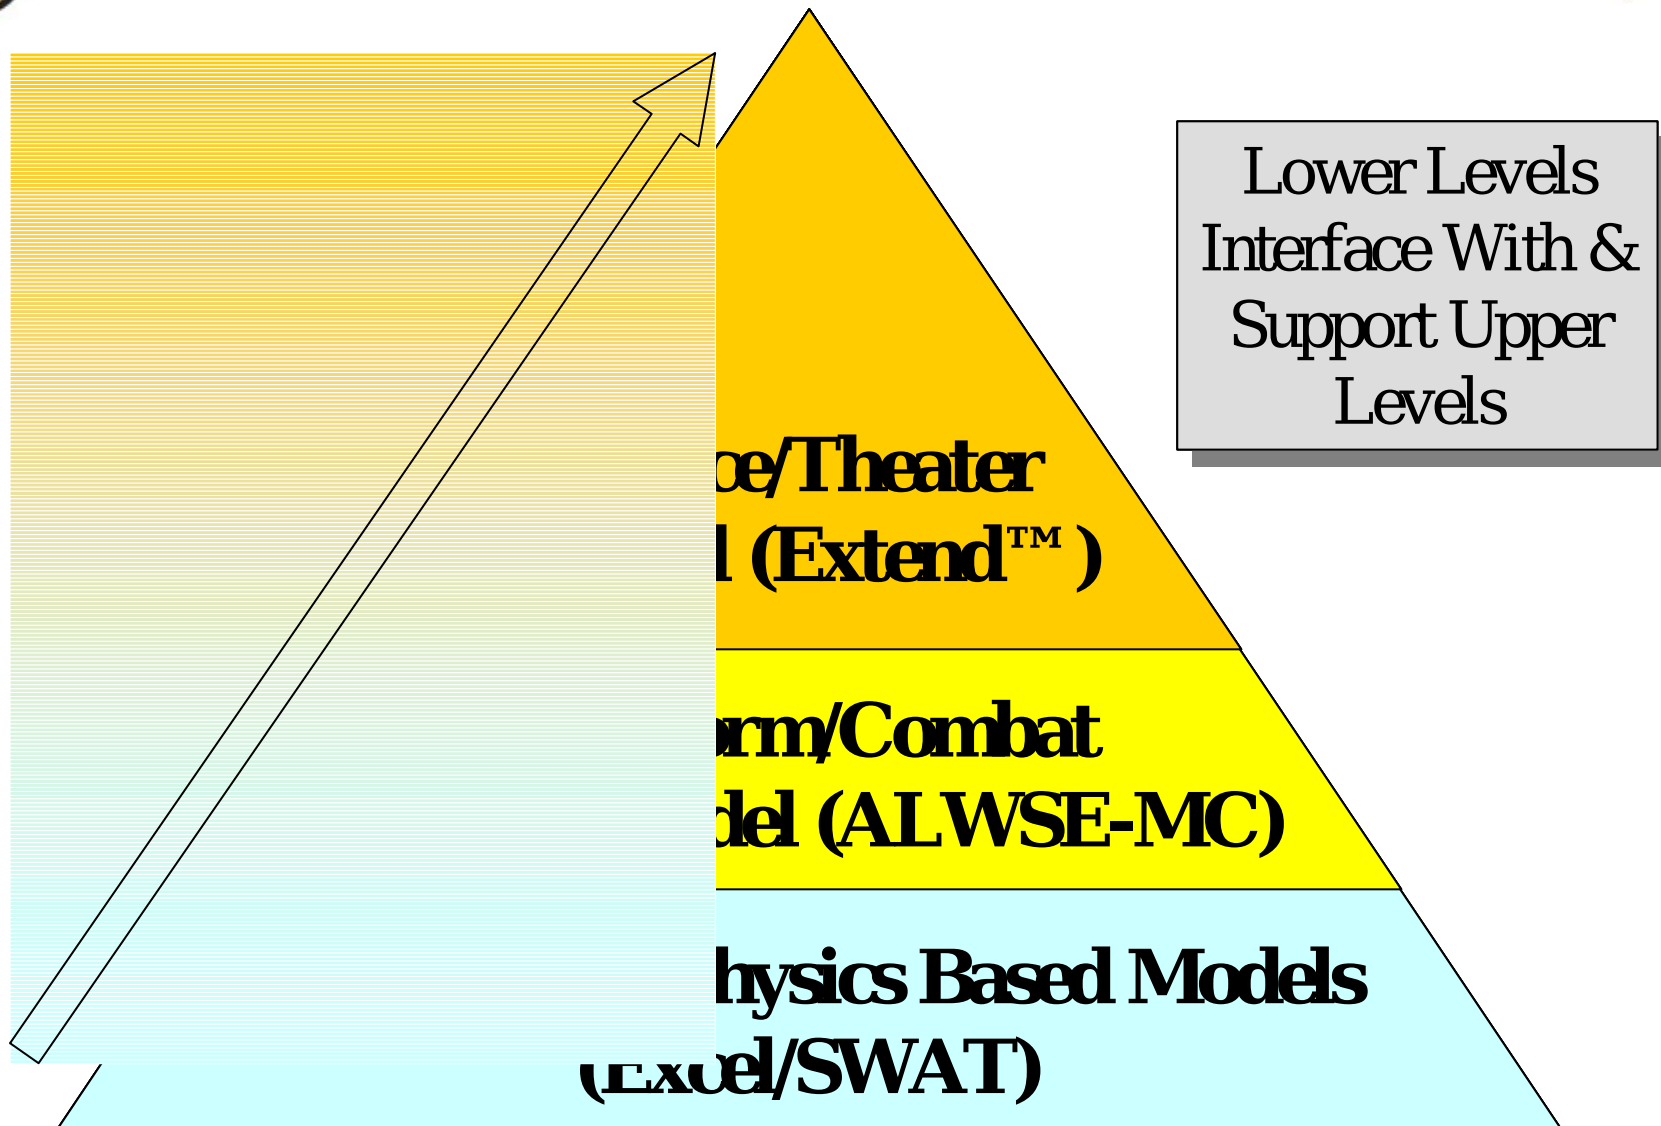 Lower Levels
Interface With &
Support Upper
Levels
ce/Theater
l (Extend™ )
orm/Combat
del (ALWSE-MC)
hysics Based Models
(Excel/SWAT)